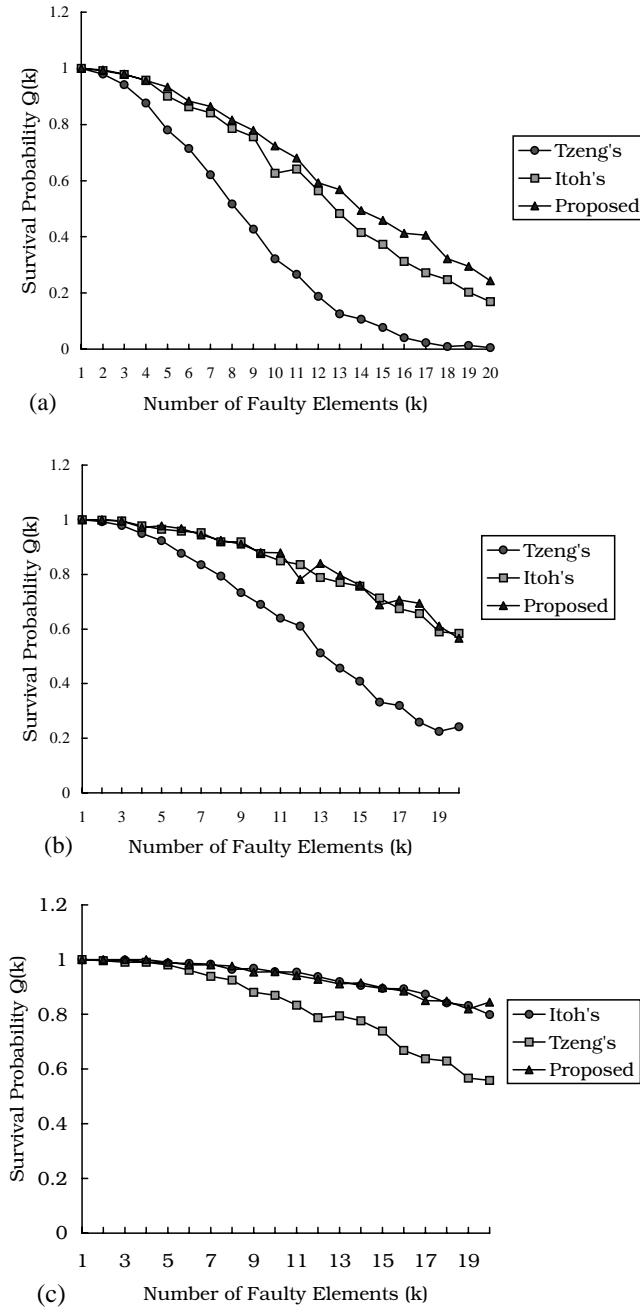 1.2
1
0.8
0.6
0.4
0.2
0
Survival Probability Q(k)
1 2 3 4 5 6 7 8 9 10 11 12 13 14 15 16 17 18 19 20
Number of Faulty Elements (k)
(a)
Tzeng's
Itoh's
Proposed
1.2
1
0.8
0.6
0.4
0.2
0
Survival Probability Q(k)
1 3 5 7 9 11 13 15 17 19
Number of Faulty Elements (k)
(b)
Tzeng's
Itoh's
Proposed
1.2
1
0.8
0.6
0.4
0.2
0
Survival Probability Q(k)
1 3 5 7 9 11 13 15 17 19
Number of Faulty Elements (k)
(c)
Itoh's
Tzeng's
Proposed